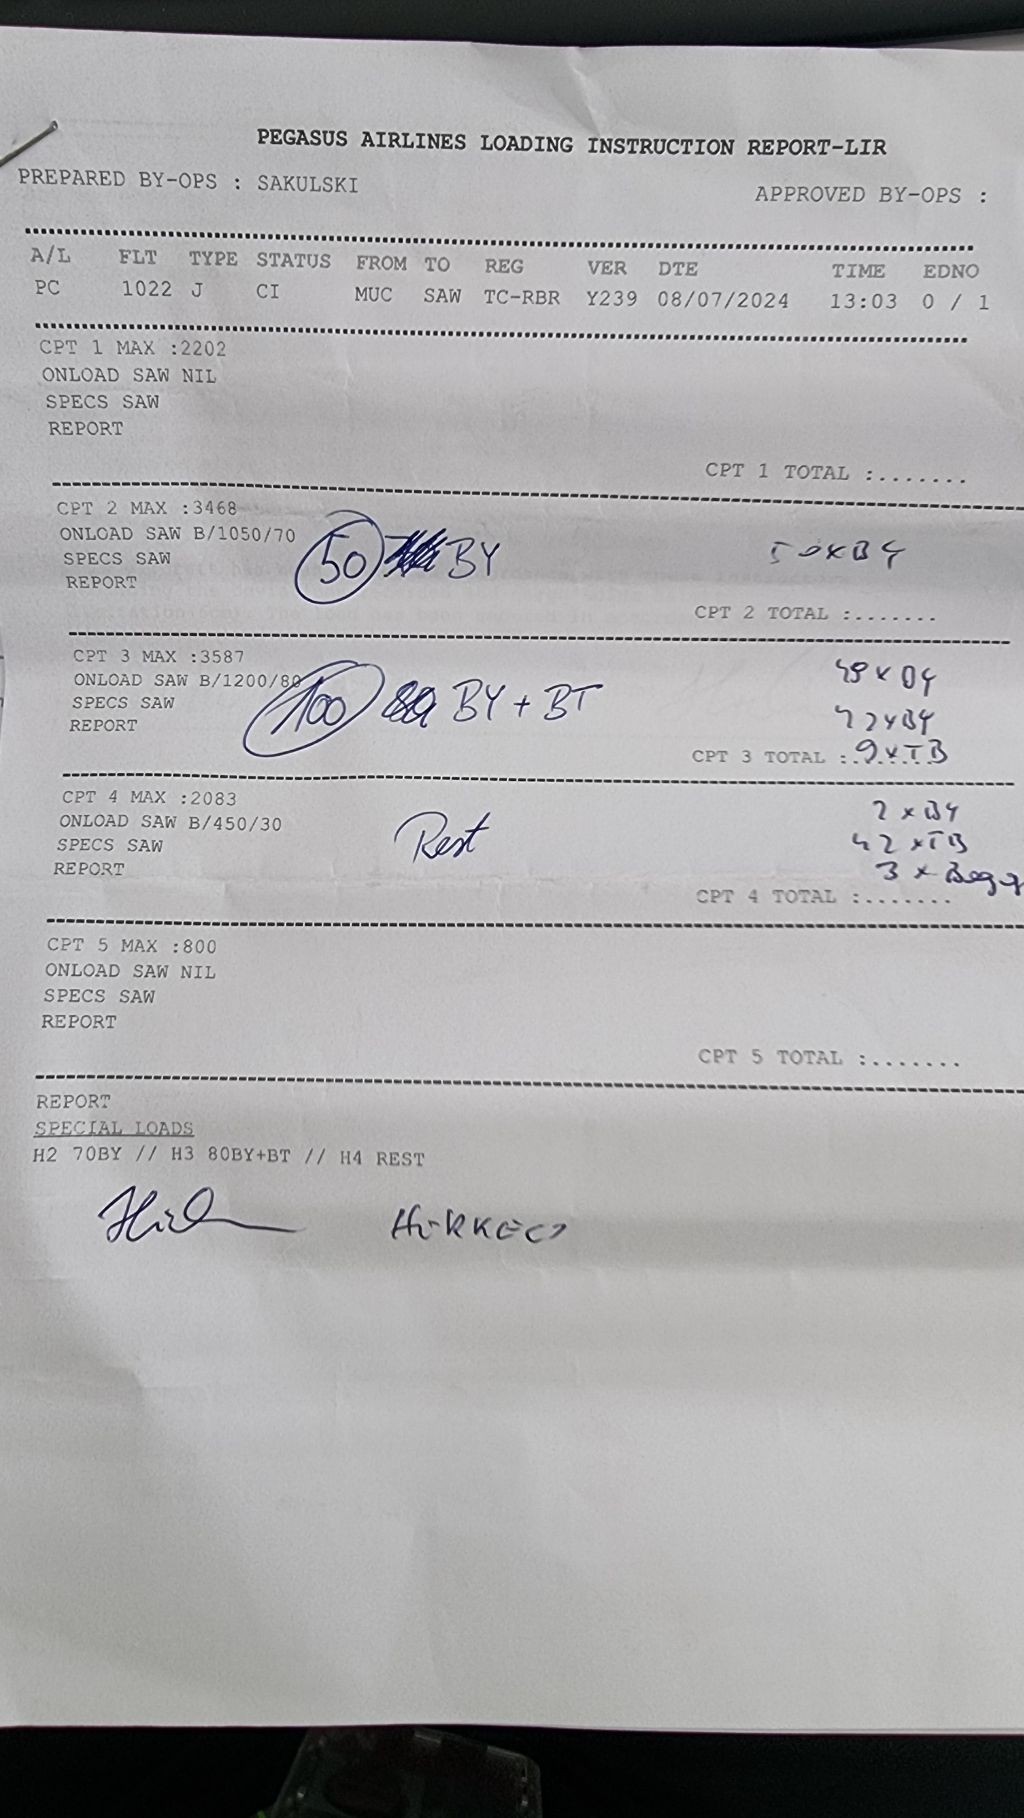 PEGASUS AIRLINES LOADING INSTRUCTION REPORT-LIR
PREPARED BY-OPS : SAKULSKI APPROVED BY-OPS :
A/L FLT TYPE STATUS FROM TO REG VER DTE TIME EDNO
PC 1022 J CI MUC SAW TC-RBR Y239 08/07/2024 13:03 0 / 1
CPT 1 MAX :2202
ONLOAD SAW NIL
SPECS SAW
REPORT
CPT 1 TOTAL :.......
CPT 2 MAX :3468
ONLOAD SAW B/1050/70
SPECS SAW 50 BY 50xBY
REPORT
CPT 2 TOTAL :.......
CPT 3 MAX :3587
ONLOAD SAW B/1200/80
SPECS SAW 100 BY + BT
REPORT
CPT 3 TOTAL : 9xTB
CPT 4 MAX :2083 2 x BY
ONLOAD SAW B/450/30 Rest 42 xTB
SPECS SAW
REPORT 3 x
CPT 4 TOTAL :.......
CPT 5 MAX :800
ONLOAD SAW NIL
SPECS SAW
REPORT
CPT 5 TOTAL :........
REPORT
SPECIAL LOADS
H2 70BY // H3 80BY+BT // H4 REST